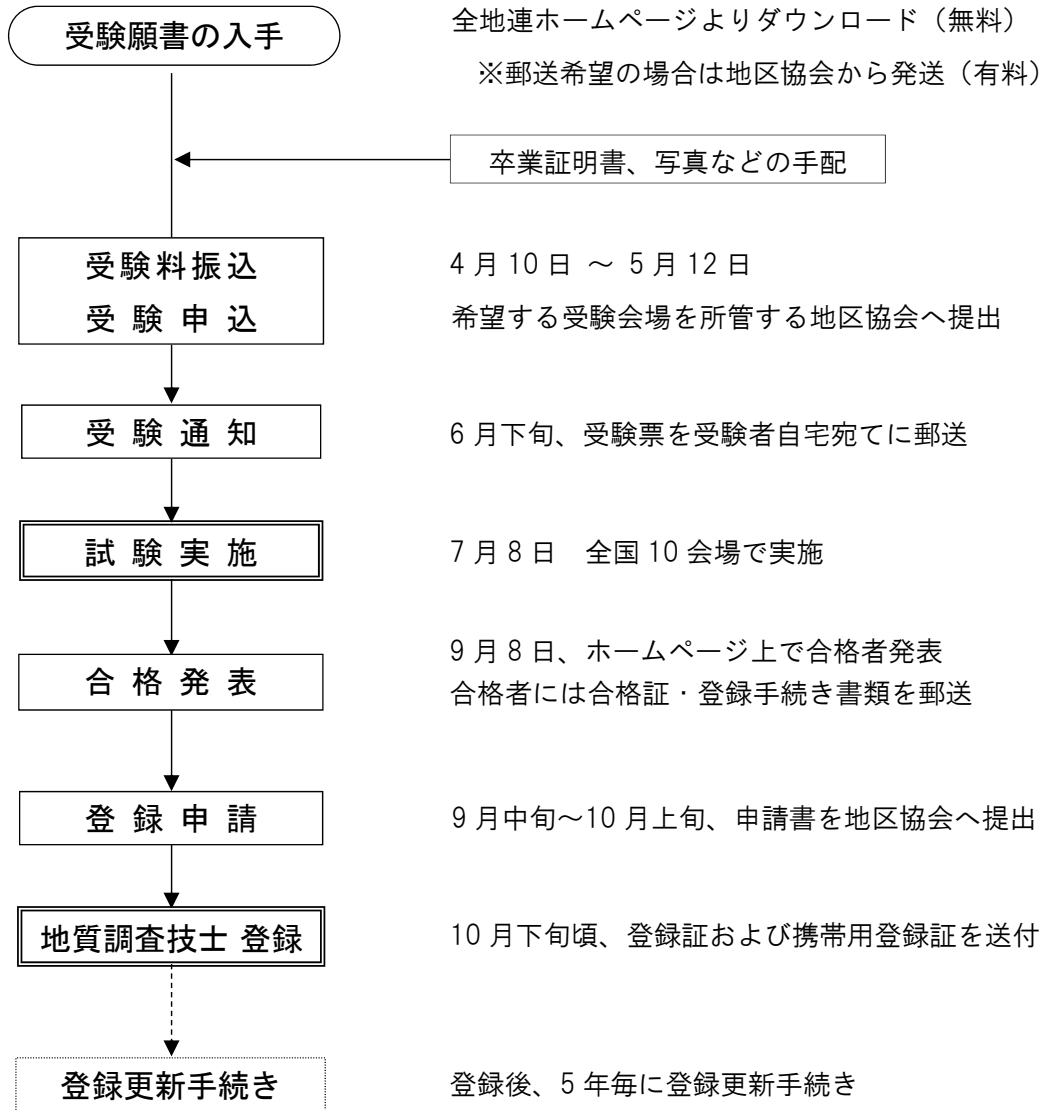 受験願書の入手
全地連ホームページよりダウンロード（無料）
※郵送希望の場合は地区協会から発送（有料）
卒業証明書、写真などの手配
受験料振込
受験申込
4月10日 ～ 5月12日
希望する受験会場を所管する地区協会へ提出
受験通知
6月下旬、受験票を受験者自宅宛てに郵送
試験実施
7月8日　全国10会場で実施
合格発表
9月8日、ホームページ上で合格者発表
合格者には合格証・登録手続き書類を郵送
登録申請
9月中旬～10月上旬、申請書を地区協会へ提出
地質調査技士 登録
10月下旬頃、登録証および携帯用登録証を送付
登録更新手続き
登録後、5年毎に登録更新手続き